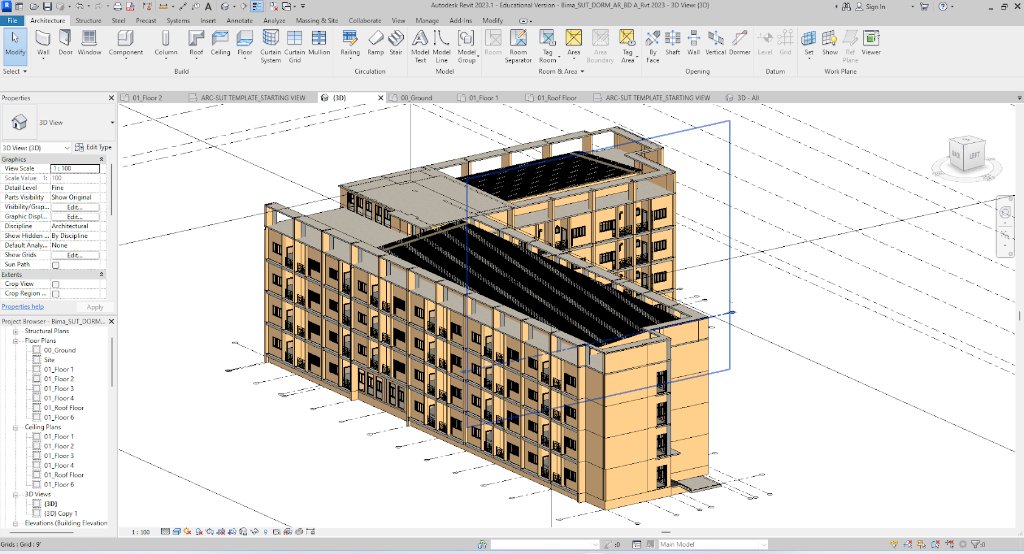 Autodesk Revit 2023.1 - Educational Version - Bima_SUT_DORM_AR_BD A_Rvt 2023 - 3D View: {3D}
Sign In
File Architecture Structure Steel Precast Systems Insert Annotate Analyze Massing & Site Collaborate View Manage Add-Ins Modify
Modify Wall Door Window Component Column Roof Ceiling Floor Curtain System Curtain Grid Mullion Railing Ramp Stair Model Text Model Line Model Group Room Room Separator Tag Room Area Area Boundary Tag Area By Face Shaft Wall Vertical Dormer Level Grid Set Show Ref Plane Viewer
Select Build Circulation Model Room & Area Opening Datum Work Plane
Properties
01_Floor 2 ARC-SUT TEMPLATE_STARTING VIEW {3D} 00_Ground 01_Floor 1 01_Roof Floor ARC-SUT TEMPLATE_STARTING VIEW 3D - All
3D View
3D View: {3D} Edit Type
Graphics
View Scale 1 : 100
Scale Value 1: 100
Detail Level Fine
Parts Visibility Show Original
Visibility/Grap... Edit...
Graphic Displ... Edit...
Discipline Architectural
Show Hidden ... By Discipline
Default Analy... None
Show Grids Edit...
Sun Path
Extents
Crop View
Crop Region ...
Properties help Apply
BACK LEFT
Project Browser - Bima_SUT_DORM...
Structural Plans
Floor Plans
00_Ground
Site
01_Floor 1
01_Floor 2
01_Floor 3
01_Floor 4
01_Roof Floor
01_Floor 6
Ceiling Plans
01_Floor 1
01_Floor 2
01_Floor 3
01_Floor 4
01_Roof Floor
01_Floor 6
3D Views
{3D}
{3D} Copy 1
Elevations (Building Elevation
1 : 100
Grids : Grid : 9'
:0
Main Model
:0